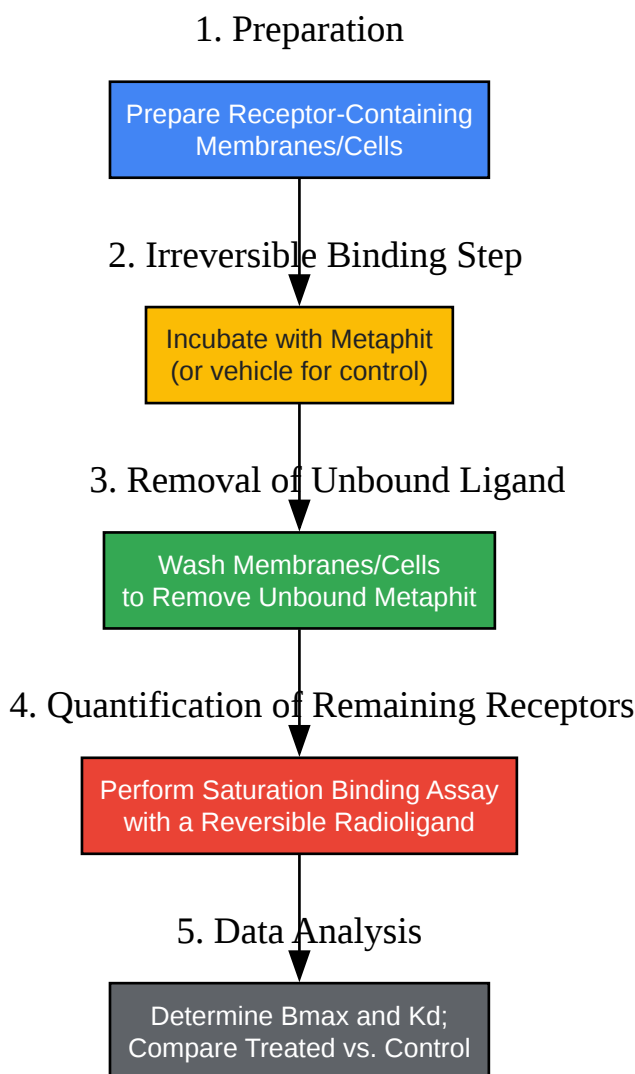 1. Preparation
Prepare Receptor-Containing
Membranes/Cells
2. Irreversible Binding Step
Incubate with Metaphit
(or vehicle for control)
3. Removal of Unbound Ligand
Wash Membranes/Cells
to Remove Unbound Metaphit
4. Quantification of Remaining Receptors
Perform Saturation Binding Assay
with a Reversible Radioligand
5. Data Analysis
Determine Bmax and Kd;
Compare Treated vs. Control